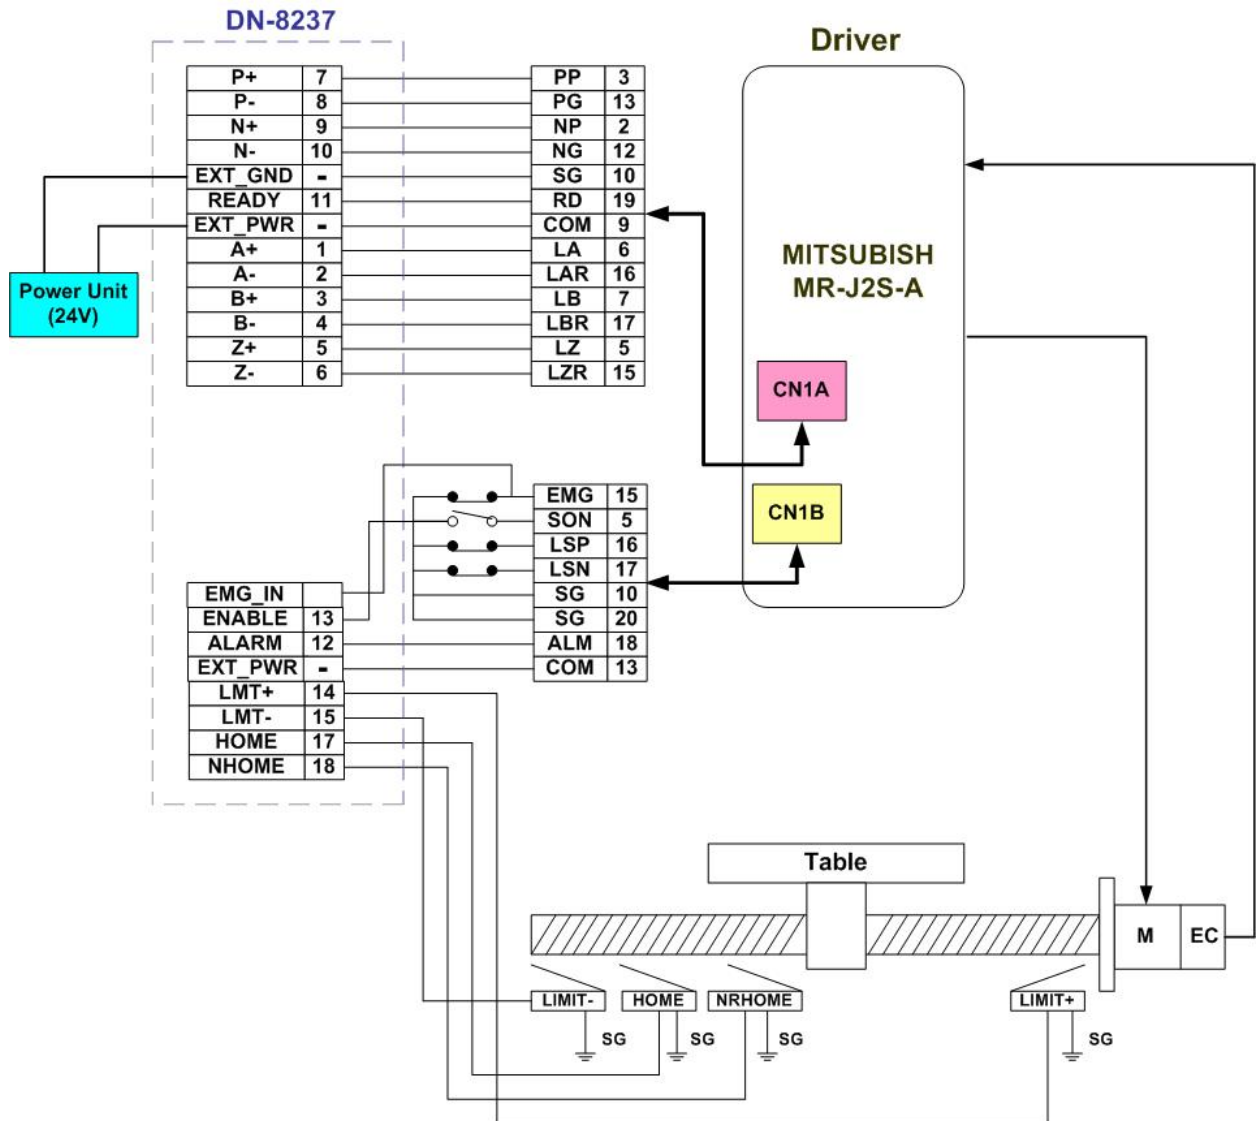 DN-8237
Driver
P+ 7 PP 3
P- 8 PG 13
N+ 9 NP 2
N- 10 NG 12
EXT_GND - SG 10
READY 11 RD 19
EXT_PWR - COM 9
A+ 1 LA 6
A- 2 LAR 16
B+ 3 LB 7
B- 4 LBR 17
Z+ 5 LZ 5
Z- 6 LZR 15
Power Unit
(24V)
MITSUBISH
MR-J2S-A
CN1A
CN1B
EMG 15
SON 5
LSP 16
LSN 17
SG 10
SG 20
ALM 18
COM 13
EMG_IN
ENABLE 13
ALARM 12
EXT_PWR -
LMT+ 14
LMT- 15
HOME 17
NHOME 18
Table
M EC
LIMIT- HOME NRHOME LIMIT+
SG SG SG SG